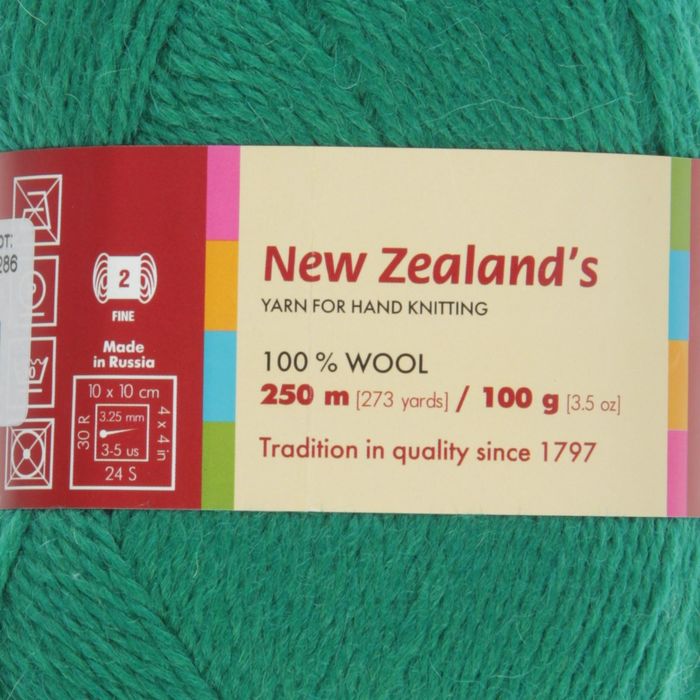 ОТ:
286
2
FINE
Made
in Russia
10 x 10 cm
30 R
3.25 mm
3-5 us
4 x 4 in
24 S
New Zealand's
YARN FOR HAND KNITTING
100 % WOOL
250 m [273 yards] / 100 g [3.5 oz]
Tradition in quality since 1797